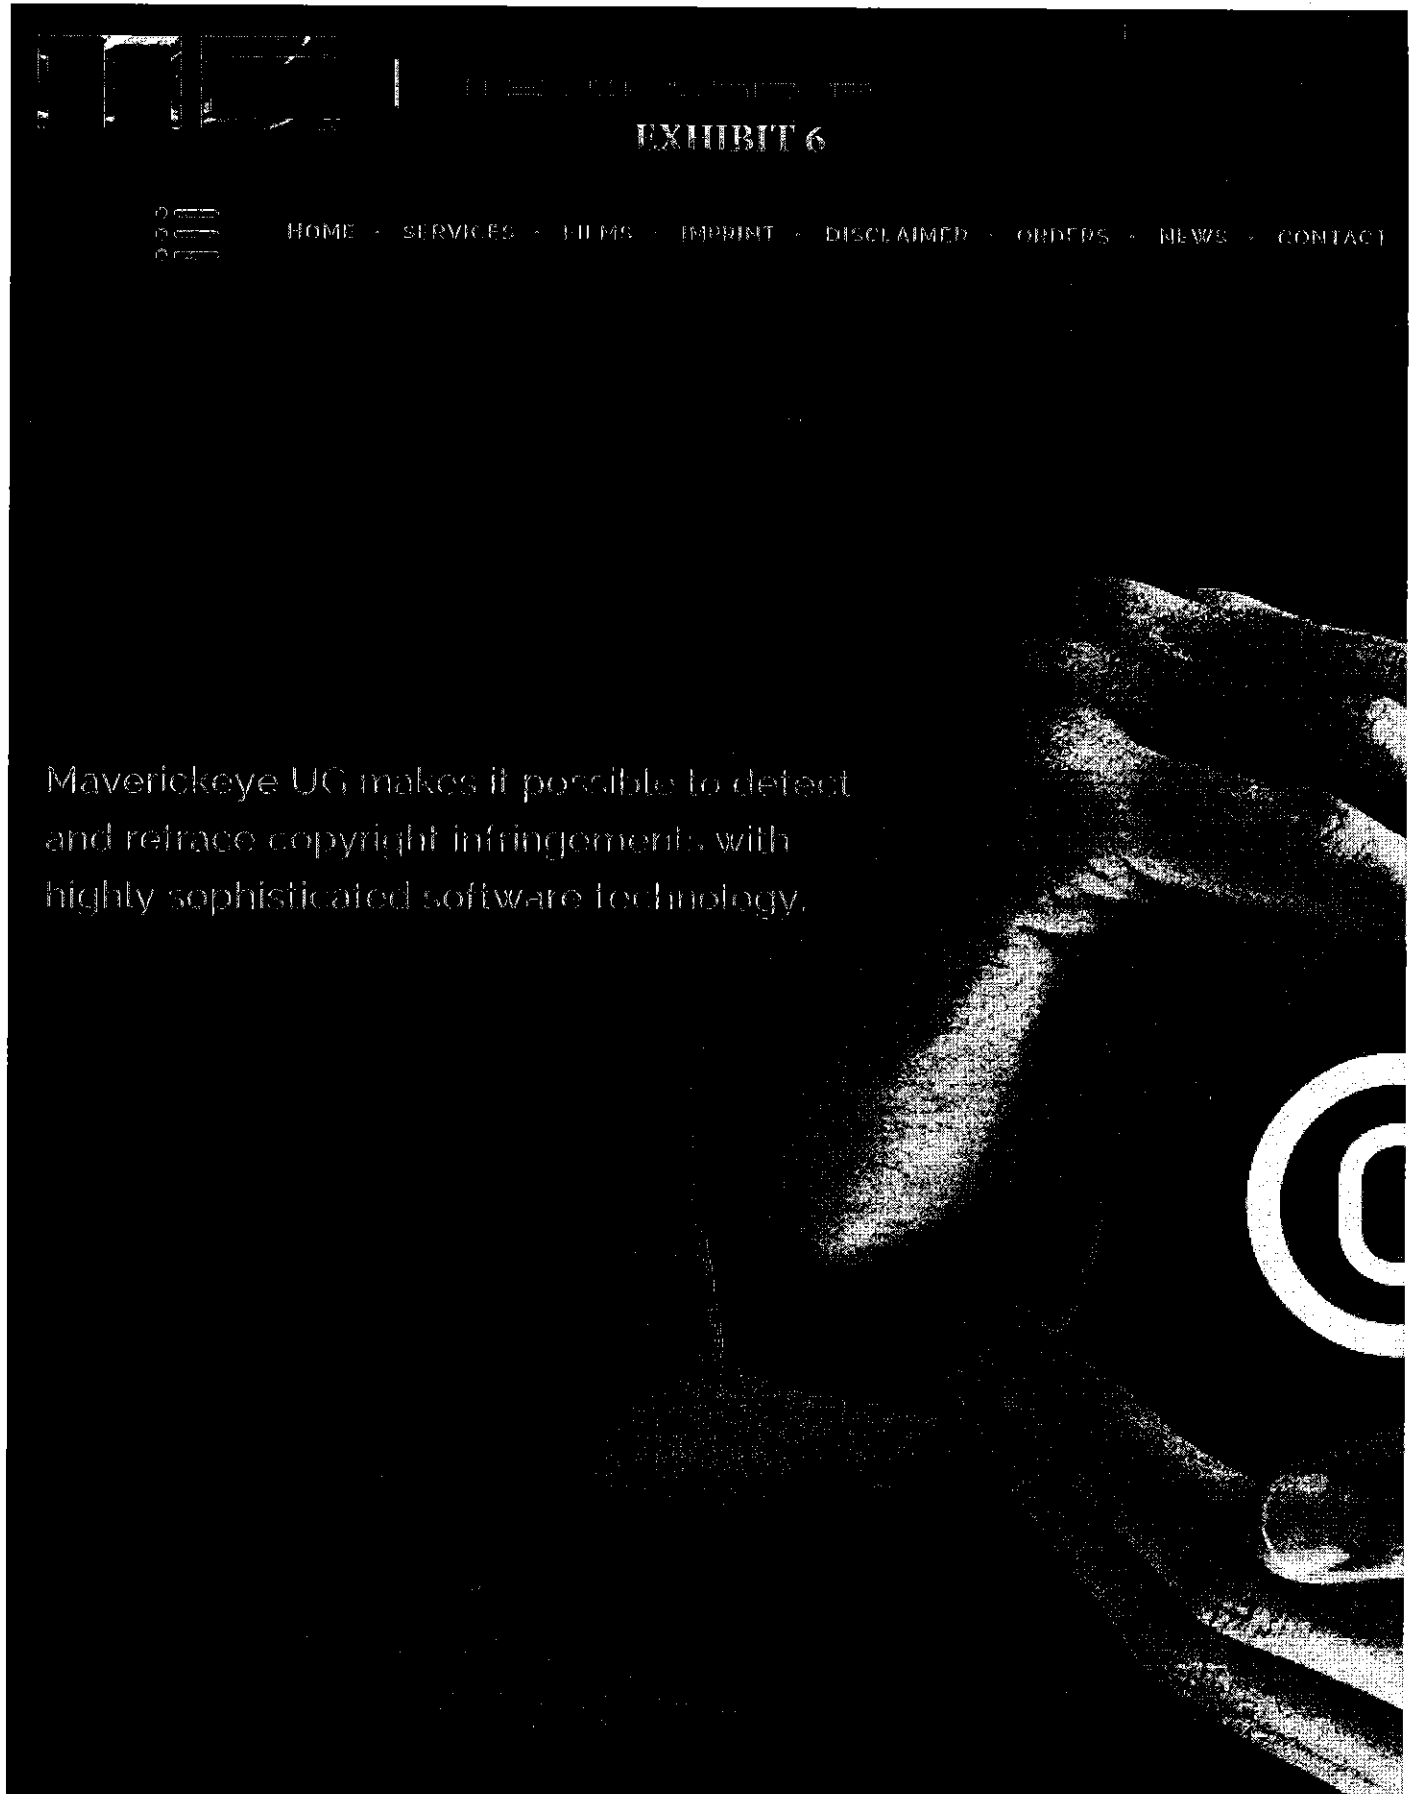 EXHIBIT 6
HOME - SERVICES - FILMS - IMPRINT - DISCLAIMER - ORDERS - NEWS - CONTACT
Maverickeye UG makes it possible to detect
and retrace copyright infringements with
highly sophisticated software technology.